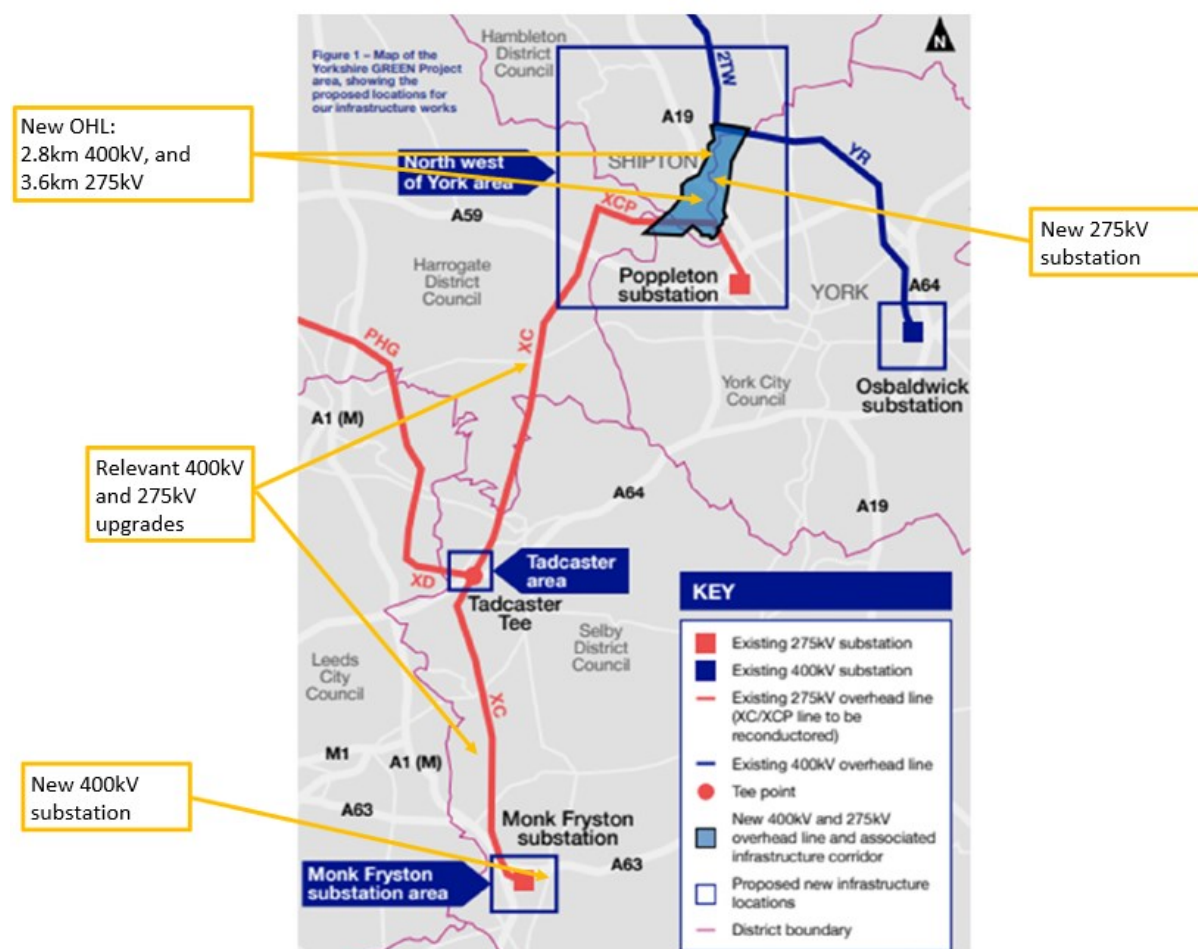 Figure 1 – Map of the
Yorkshire GREEN Project
area, showing the
proposed locations for
our infrastructure works
Hambleton
District
Council
N
2TW
A19
New OHL:
2.8km 400kV, and
3.6km 275kV
North west
of York area
SHIPTON
YR
XCP
A59
New 275kV
substation
Harrogate
District
Council
Poppleton
substation
YORK
A64
PHG
XC
Osbaldwick
substation
York City
Council
A1 (M)
Relevant 400kV
and 275kV
upgrades
A64
A19
XD
Tadcaster
area
Tadcaster
Tee
Selby
District
Council
Leeds
City
Council
XC
M1
A1 (M)
New 400kV
substation
A63
Monk Fryston
substation
A63
Monk Fryston
substation area
KEY
Existing 275kV substation
Existing 400kV substation
Existing 275kV overhead line
(XC/XCP line to be
reconductored)
Existing 400kV overhead line
Tee point
New 400kV and 275kV
overhead line and associated
infrastructure corridor
Proposed new infrastructure
locations
District boundary